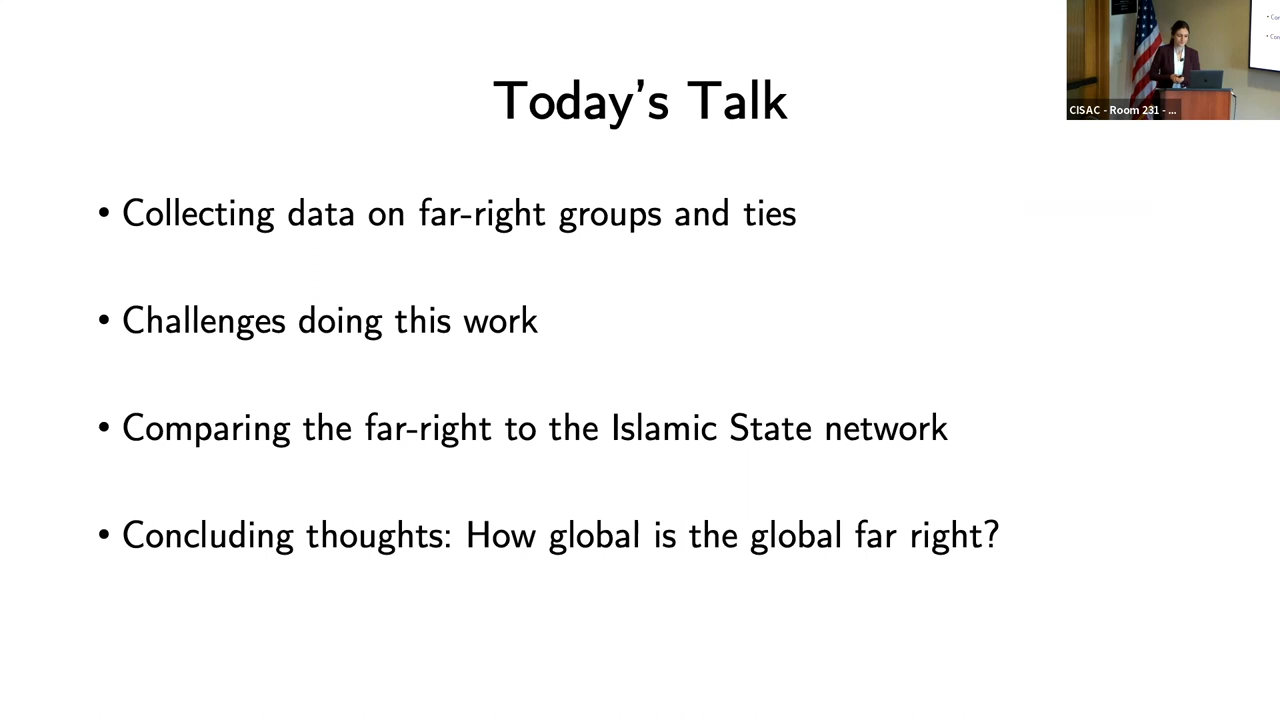 Today's Talk
• Collecting data on far-right groups and ties
• Challenges doing this work
• Comparing the far-right to the Islamic State network
• Concluding thoughts: How global is the global far right?
CISAC - Room 231 - ...
• Con